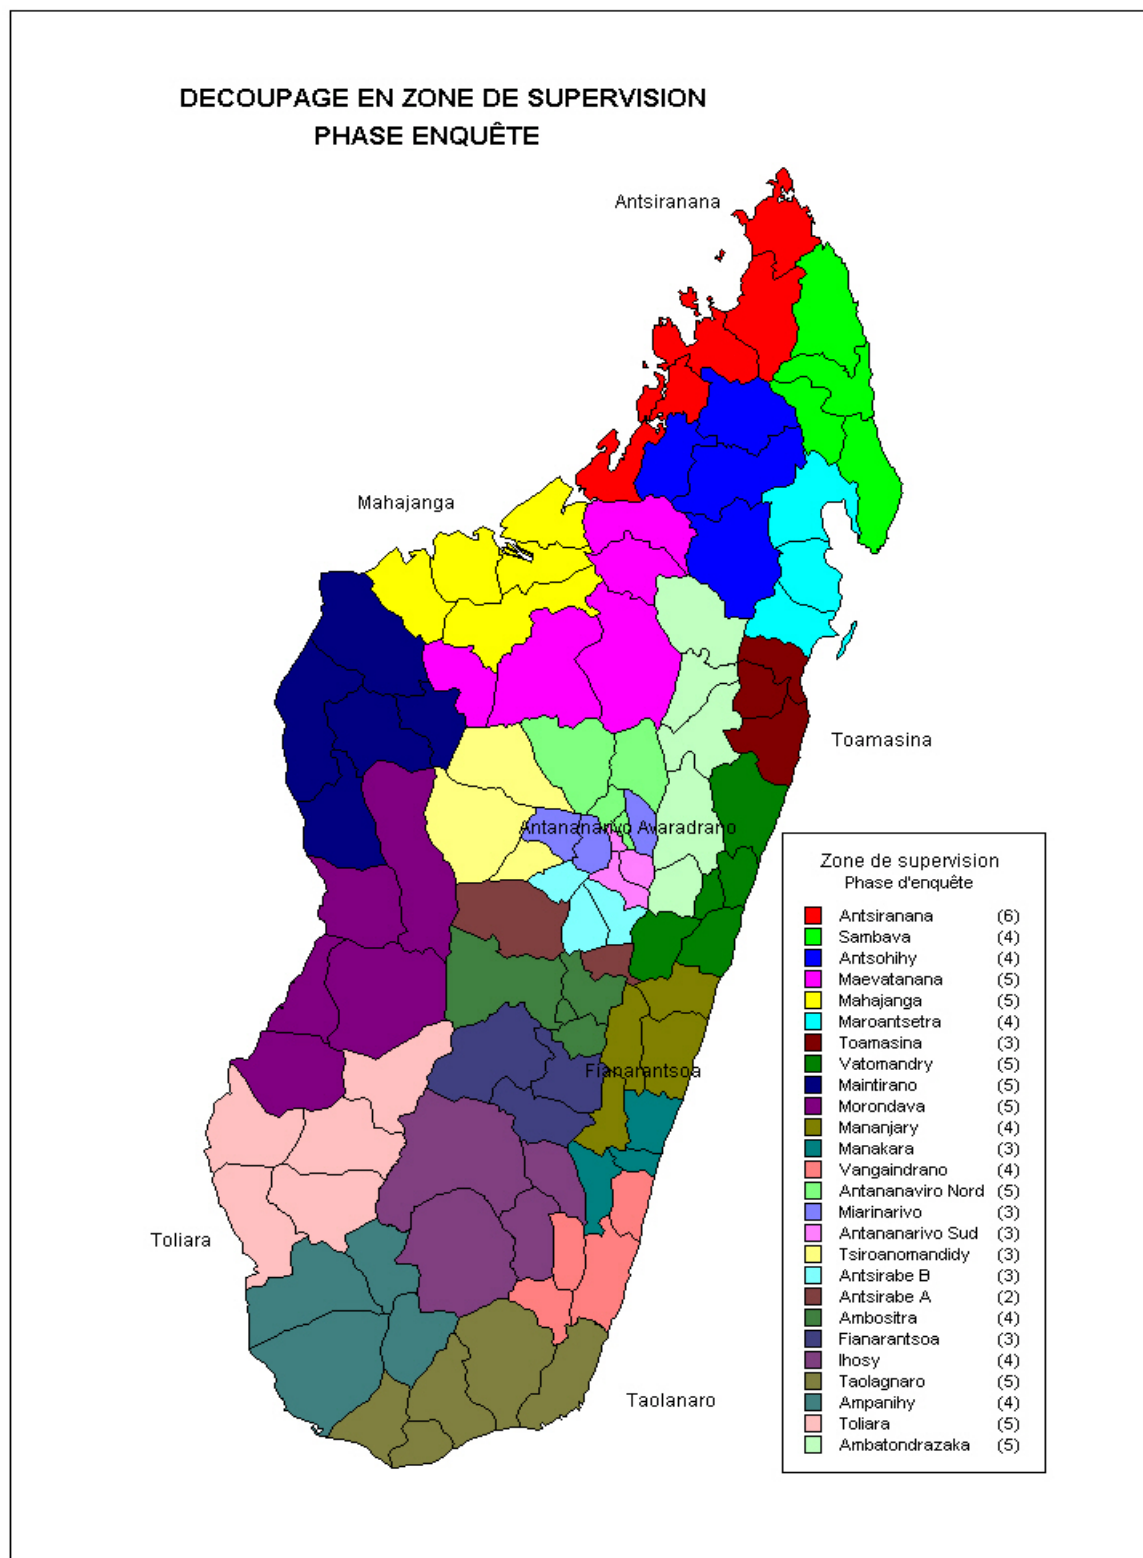 DECOUPAGE EN ZONE DE SUPERVISION
PHASE ENQUÊTE
Antsiranana
Mahajanga
Toamasina
Antananarivo Avaradrano
Fianarantsoa
Toliara
Taolanaro
Zone de supervision
Phase d'enquête
Antsiranana (6)
Sambava (4)
Antsohihy (4)
Maevatanana (5)
Mahajanga (5)
Maroantsetra (4)
Toamasina (3)
Vatomandry (5)
Maintirano (5)
Morondava (5)
Mananjary (4)
Manakara (3)
Vangaindrano (4)
Antananaviro Nord (5)
Miarinarivo (3)
Antananarivo Sud (3)
Tsiroanomandidy (3)
Antsirabe B (3)
Antsirabe A (2)
Ambositra (4)
Fianarantsoa (3)
Ihosy (4)
Taolagnaro (5)
Ampanihy (4)
Toliara (5)
Ambatondrazaka (5)